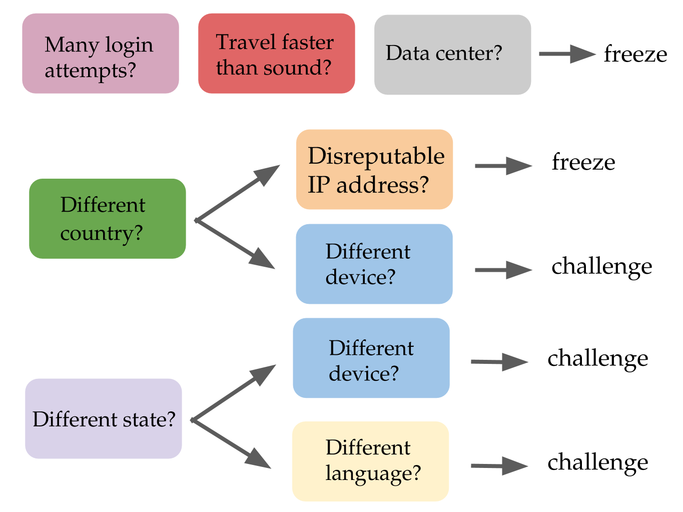 Many login
attempts?
Travel faster
than sound?
Data center?
freeze
Different
country?
Disreputable
IP address?
freeze
Different
device?
challenge
Different state?
Different
device?
challenge
Different
language?
challenge